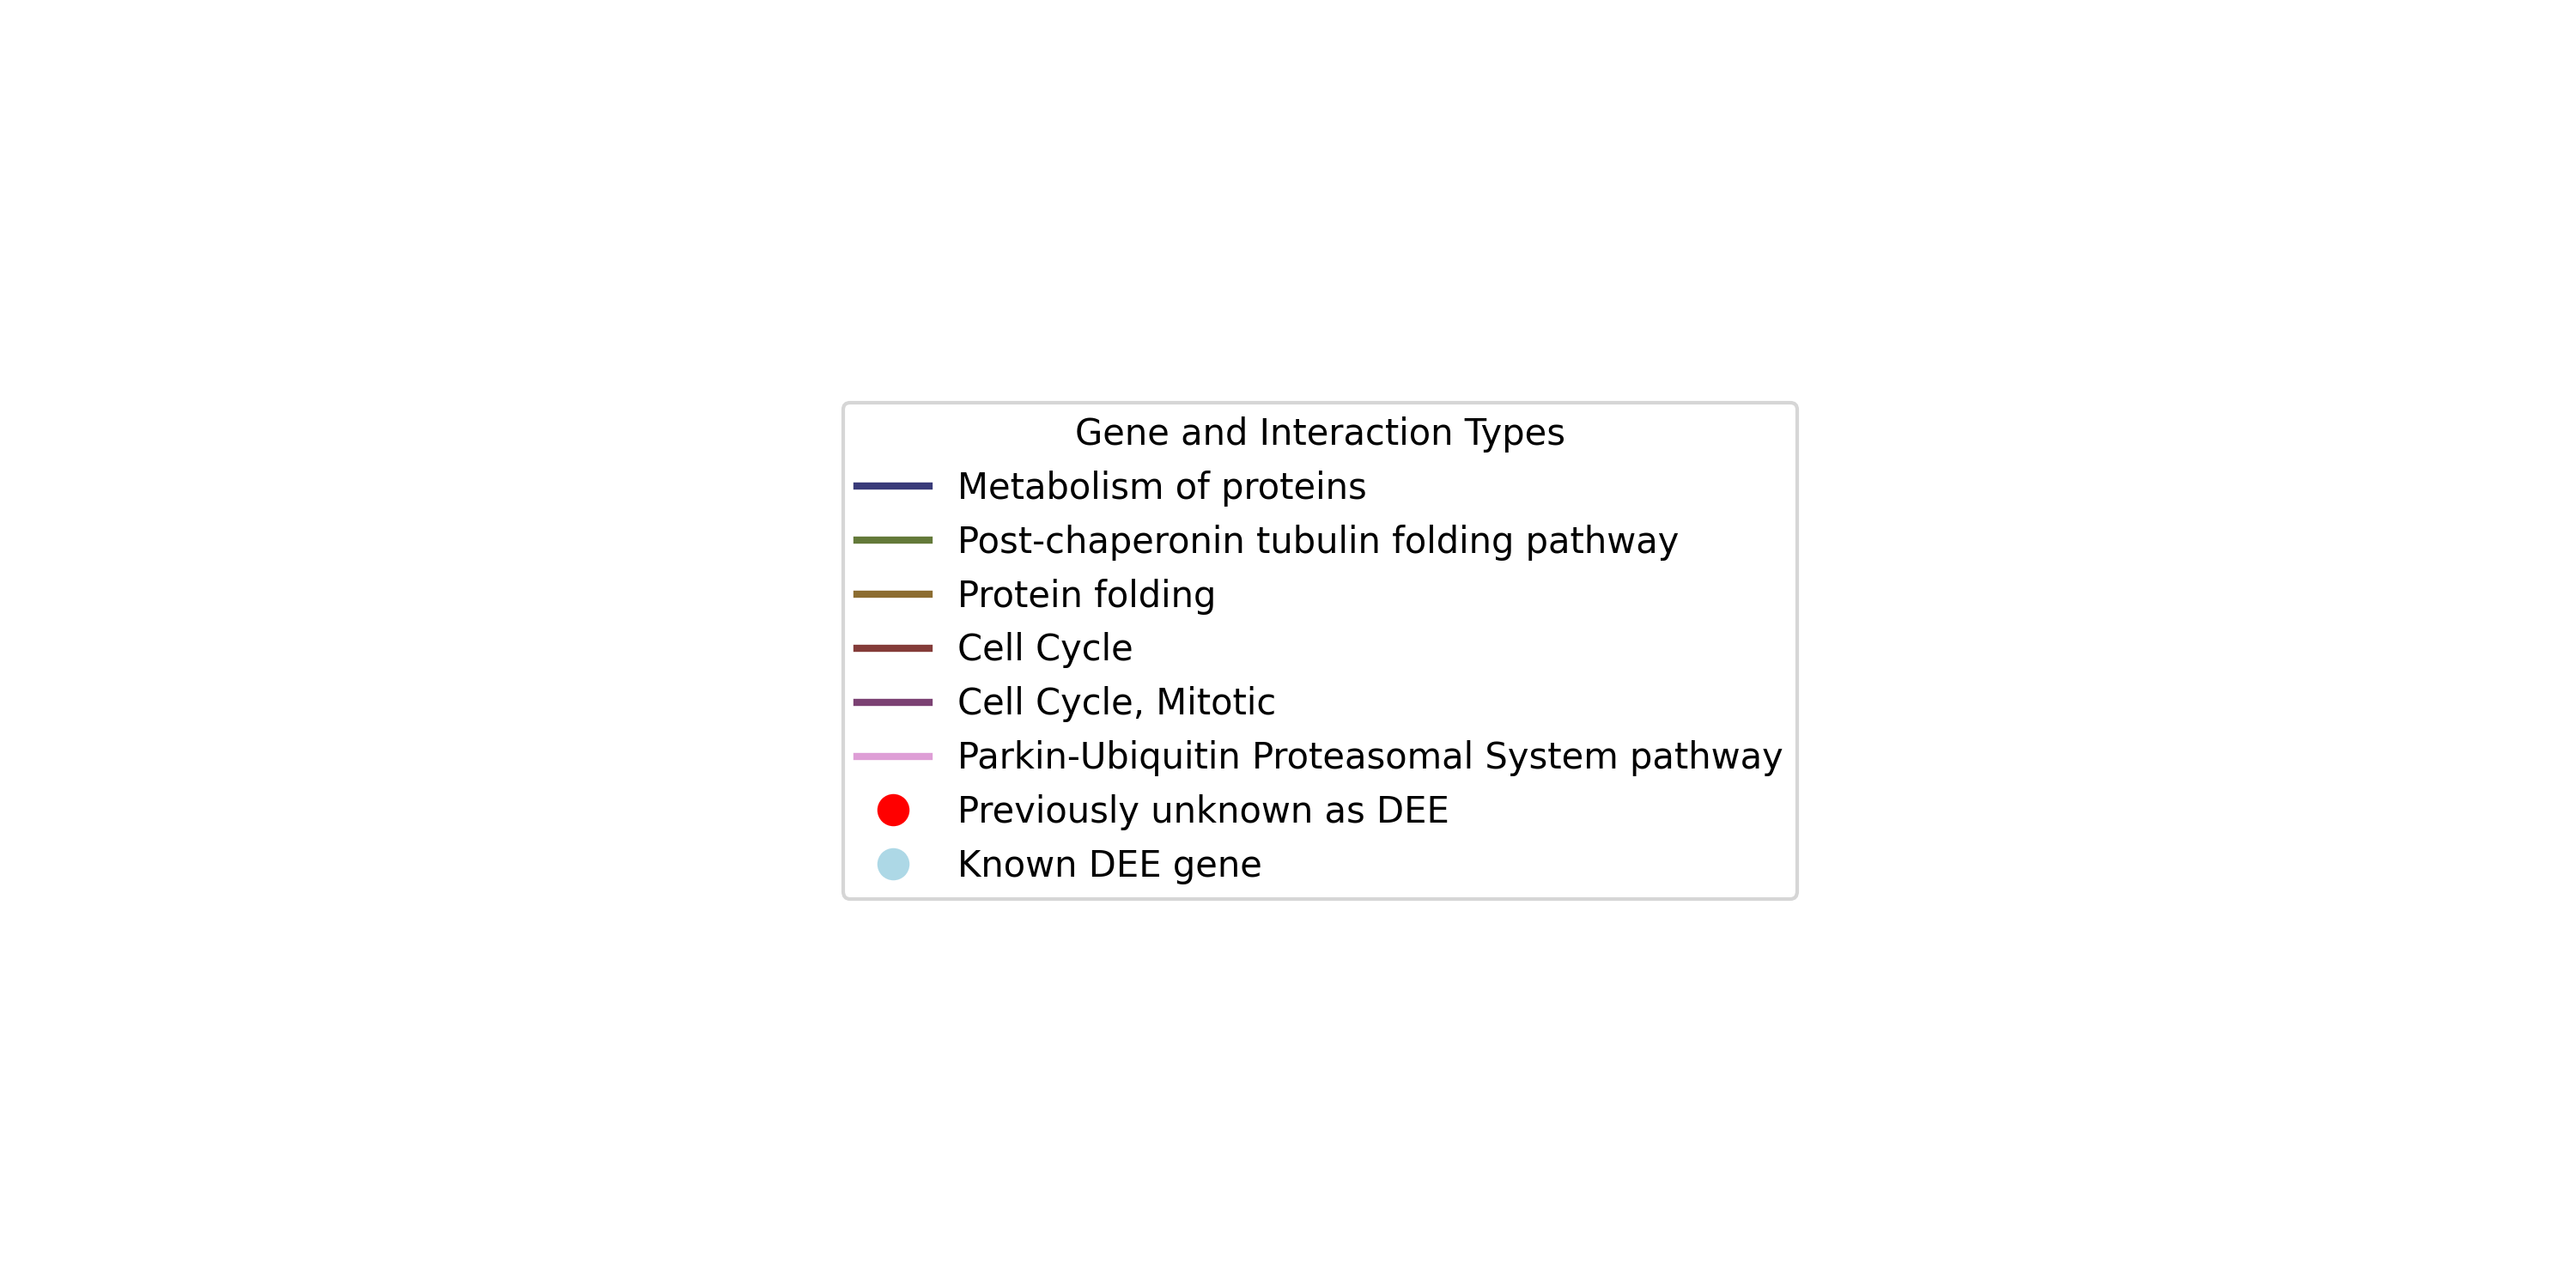 Gene and Interaction Types
Metabolism of proteins
Post-chaperonin tubulin folding pathway
Protein folding
Cell Cycle
Cell Cycle, Mitotic
Parkin-Ubiquitin Proteasomal System pathway
Previously unknown as DEE
Known DEE gene